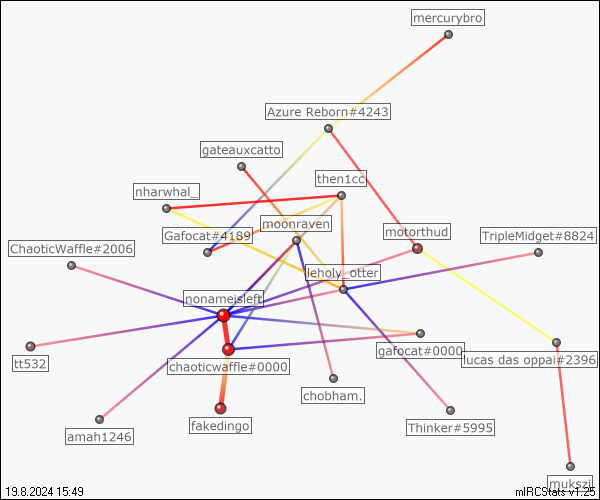 mercurybro
Azure Reborn#4243
gateauxcatto
then1cc
nharwhal_
moonraven
Gafocat#4189
motorthud
TripleMidget#8824
ChaoticWaffle#2006
leholy_otter
nonameisleft
gafocat#0000
lucas das oppai#2396
tt532
chaoticwaffle#0000
chobham.
Thinker#5995
fakedingo
amah1246
mukszi
19.8.2024 15:49
mIRCStats v1.25